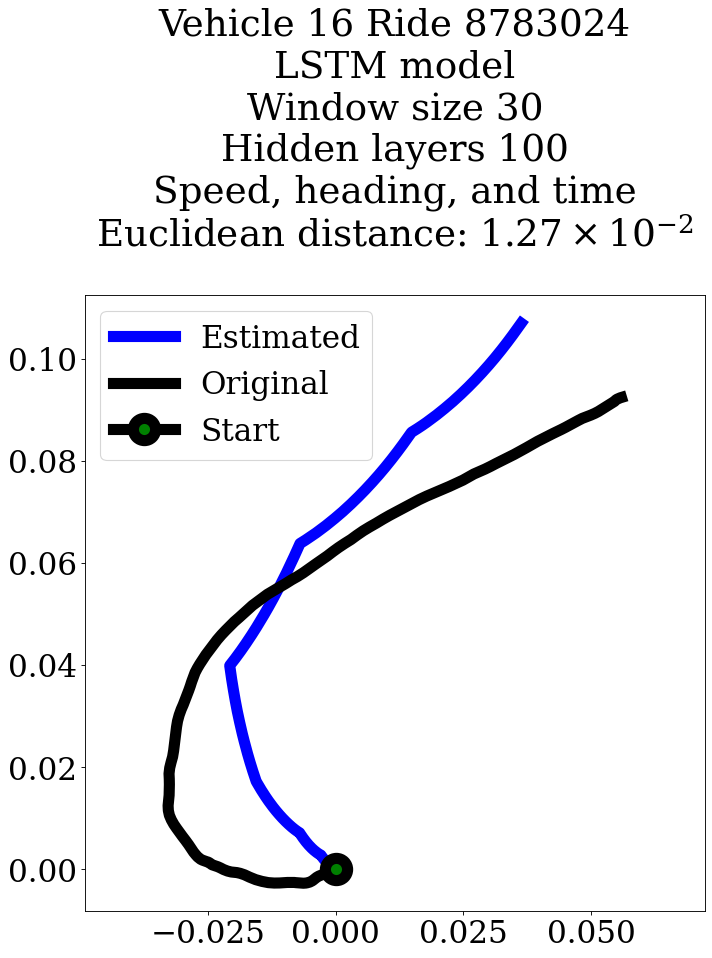 Vehicle 16 Ride 8783024
LSTM model
Window size 30
Hidden layers 100
Speed, heading, and time
Euclidean distance: 1.27 × 10⁻²
Estimated
Original
Start
0.10
0.08
0.06
0.04
0.02
0.00
−0.025 0.000 0.025 0.050